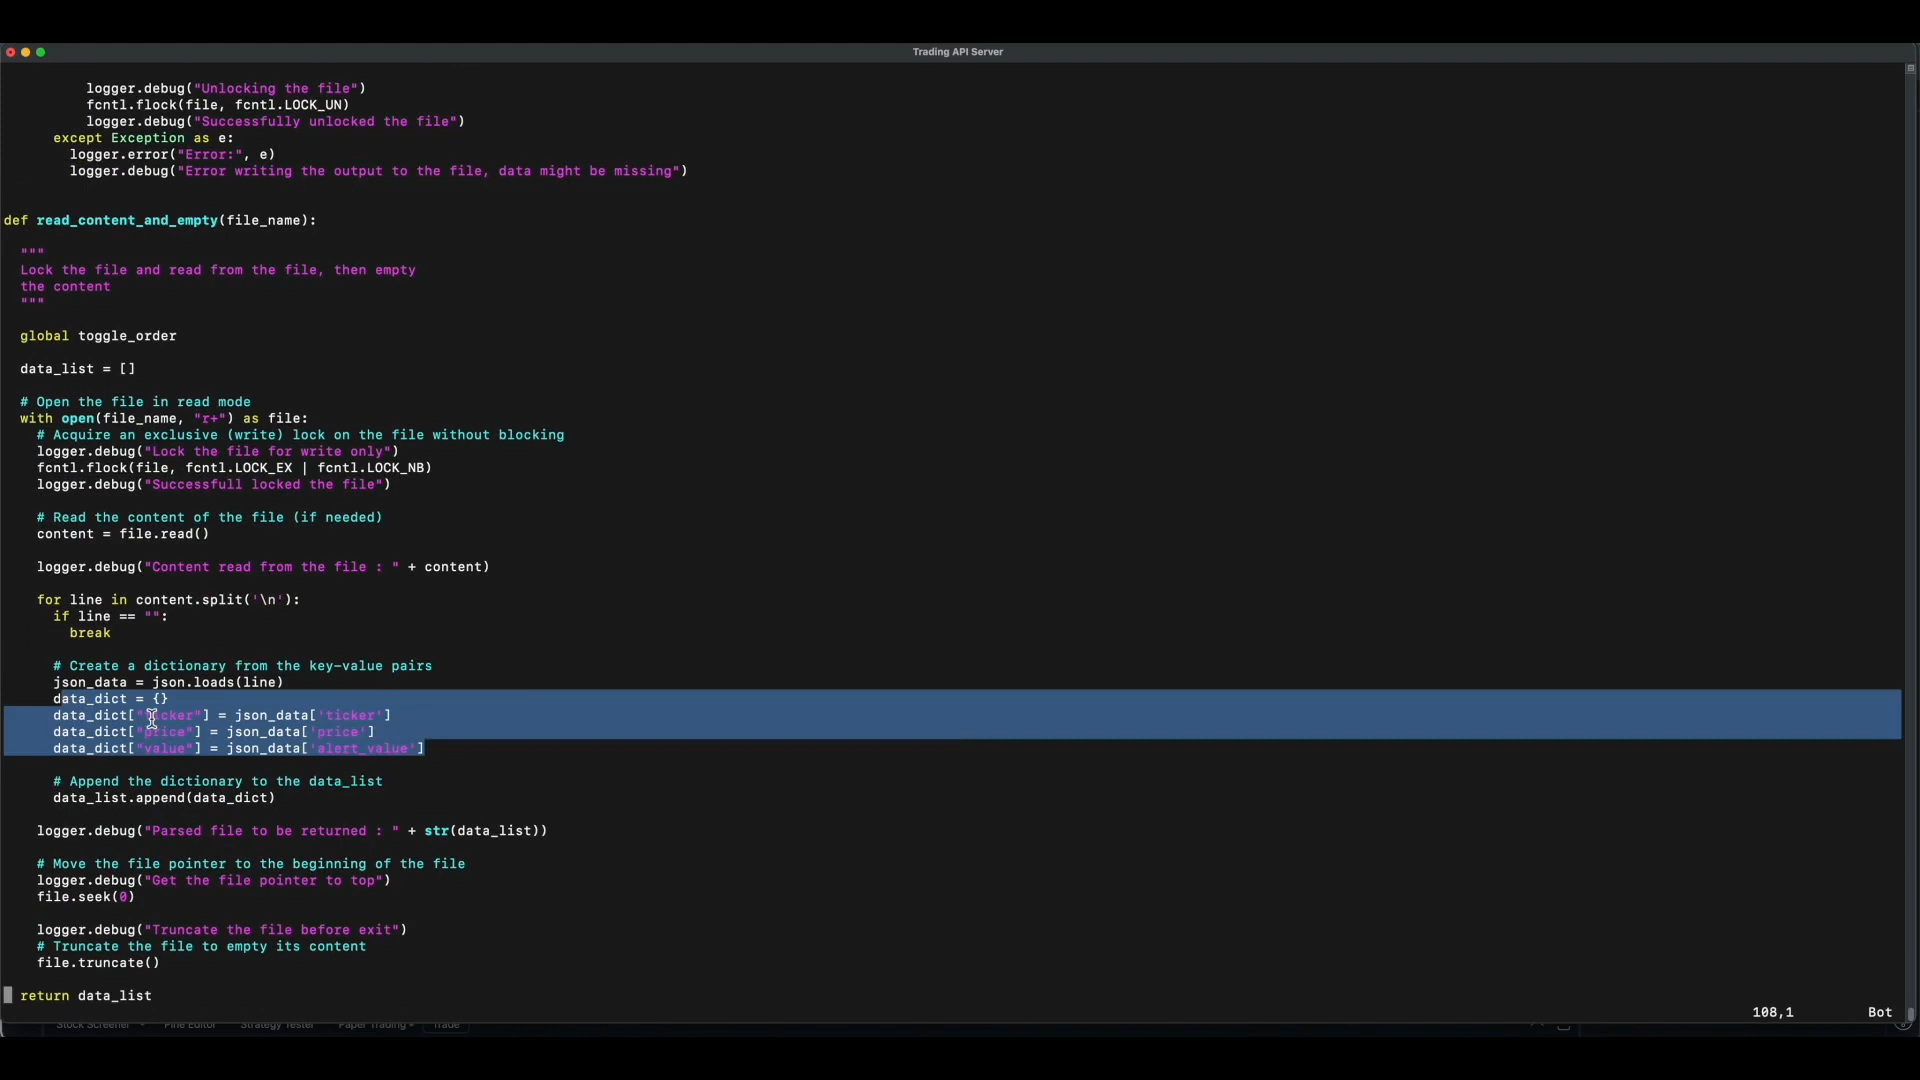 Trading API Server
logger.debug("Unlocking the file")
fcntl.flock(file, fcntl.LOCK_UN)
logger.debug("Successfully unlocked the file")
except Exception as e:
logger.error("Error:", e)
logger.debug("Error writing the output to the file, data might be missing")
def read_content_and_empty(file_name):
"""
Lock the file and read from the file, then empty
the content
"""
global toggle_order
data_list = []
# Open the file in read mode
with open(file_name, "r+") as file:
# Acquire an exclusive (write) lock on the file without blocking
logger.debug("Lock the file for write only")
fcntl.flock(file, fcntl.LOCK_EX | fcntl.LOCK_NB)
logger.debug("Successfull locked the file")
# Read the content of the file (if needed)
content = file.read()
logger.debug("Content read from the file : " + content)
for line in content.split('\n'):
if line == "":
break
# Create a dictionary from the key-value pairs
json_data = json.loads(line)
data_dict = {}
data_dict["ticker"] = json_data['ticker']
data_dict["price"] = json_data['price']
data_dict["value"] = json_data['alert_value']
# Append the dictionary to the data_list
data_list.append(data_dict)
logger.debug("Parsed file to be returned : " + str(data_list))
# Move the file pointer to the beginning of the file
logger.debug("Get the file pointer to top")
file.seek(0)
logger.debug("Truncate the file before exit")
# Truncate the file to empty its content
file.truncate()
return data_list
108,1 Bot
Stock Screener Pine Editor Strategy Tester Paper Trading Trade